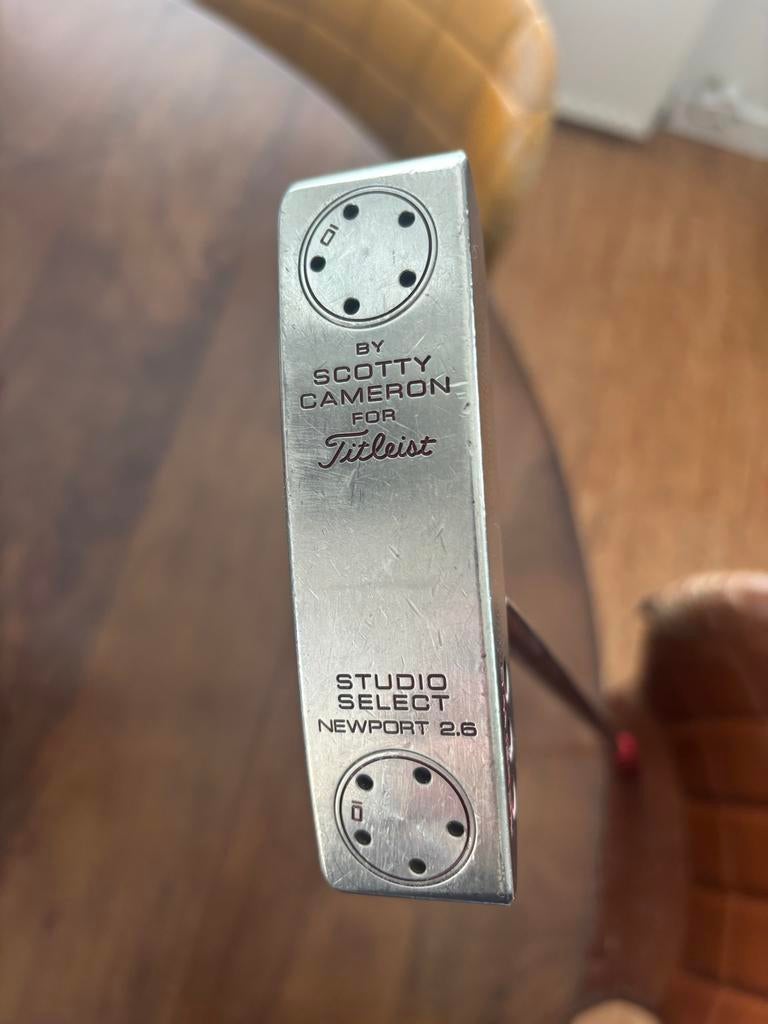 10
BY
SCOTTY
CAMERON
FOR
Titleist
STUDIO
SELECT
NEWPORT 2.6
10